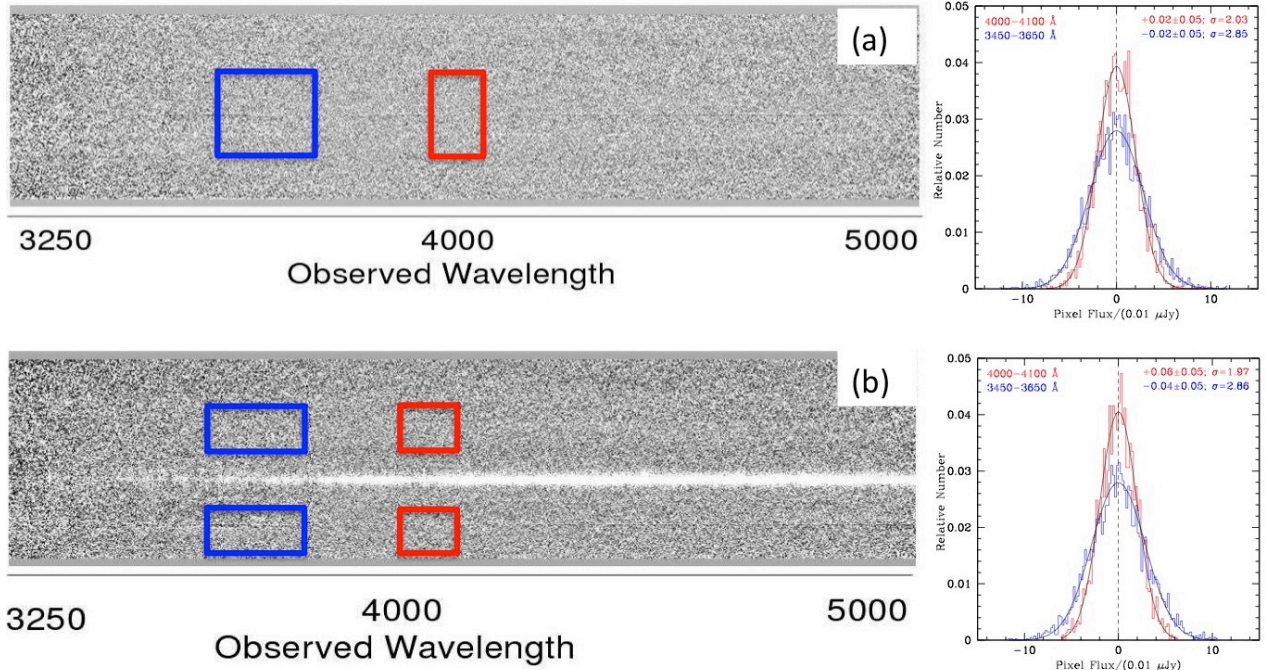 (a)
3250 4000 5000
Observed Wavelength
0.05
4000−4100 Å +0.02±0.05; σ=2.03
3450−3650 Å −0.02±0.05; σ=2.85
0.04
0.03
0.02
0.01
0
Relative Number
−10 0 10
Pixel Flux/(0.01 μJy)
(b)
3250 4000 5000
Observed Wavelength
0.05
4000−4100 Å +0.06±0.05; σ=1.97
3450−3650 Å −0.04±0.05; σ=2.86
0.04
0.03
0.02
0.01
0
Relative Number
−10 0 10
Pixel Flux/(0.01 μJy)